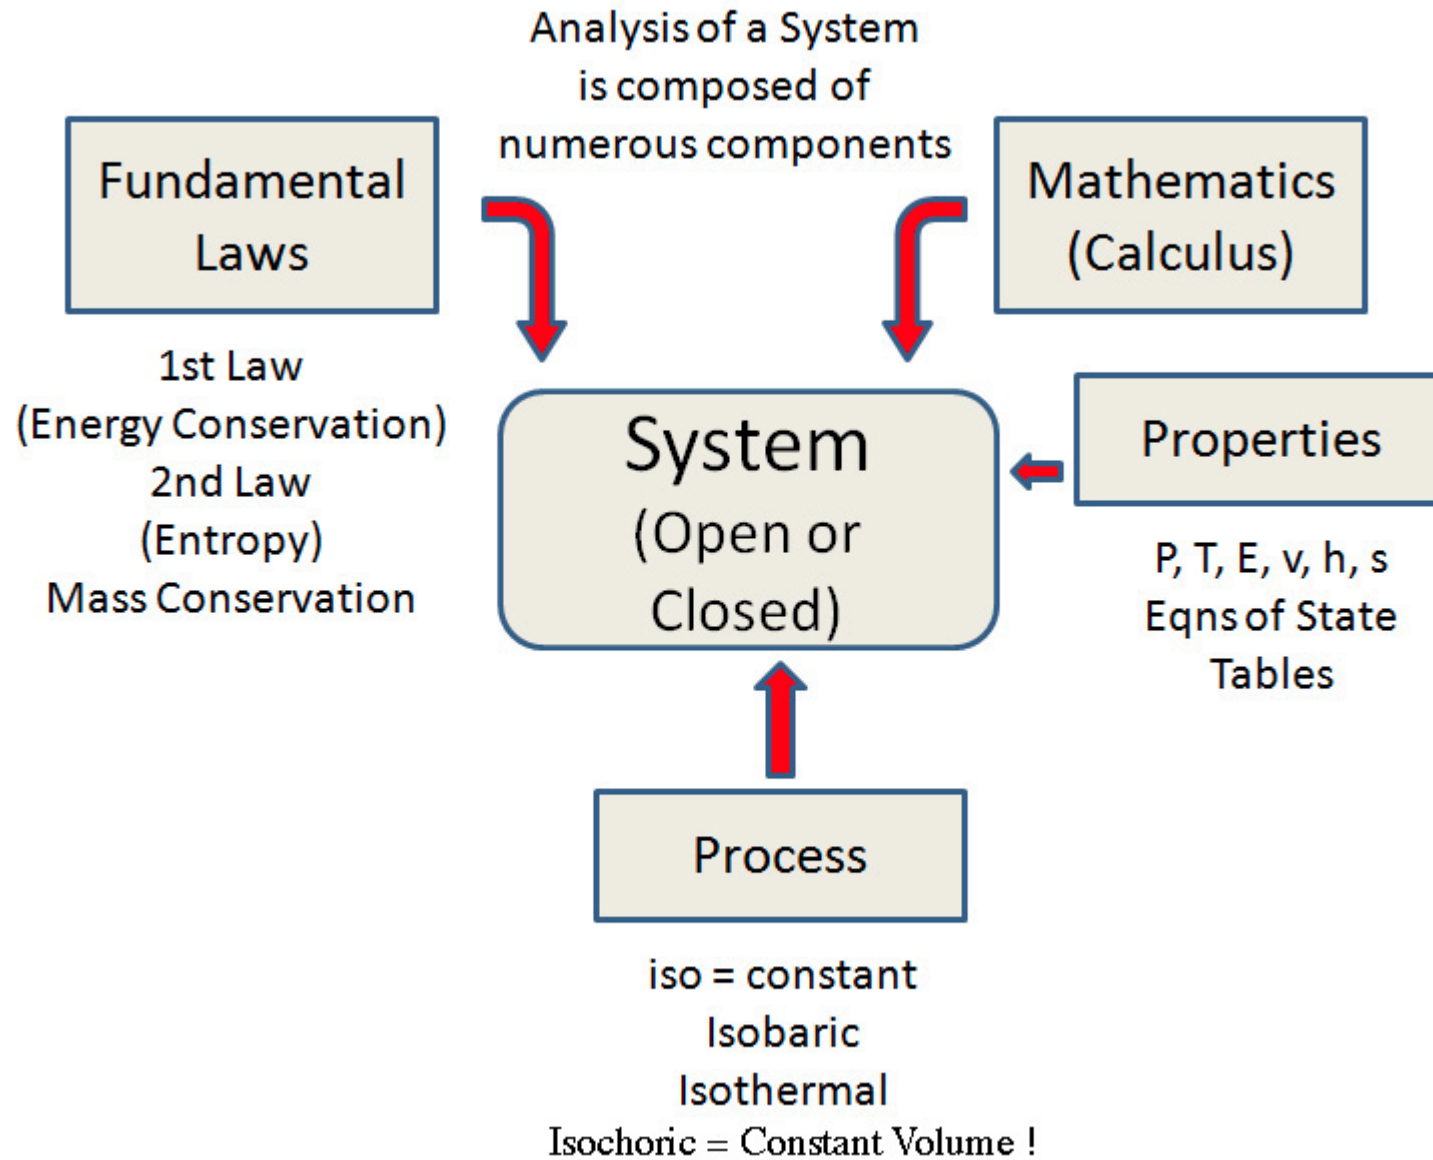 Analysis of a System
is composed of
numerous components
Fundamental
Laws
1st Law
(Energy Conservation)
2nd Law
(Entropy)
Mass Conservation
Mathematics
(Calculus)
System
(Open or
Closed)
Properties
P, T, E, v, h, s
Eqns of State
Tables
Process
iso = constant
Isobaric
Isothermal
Isochoric = Constant Volume !